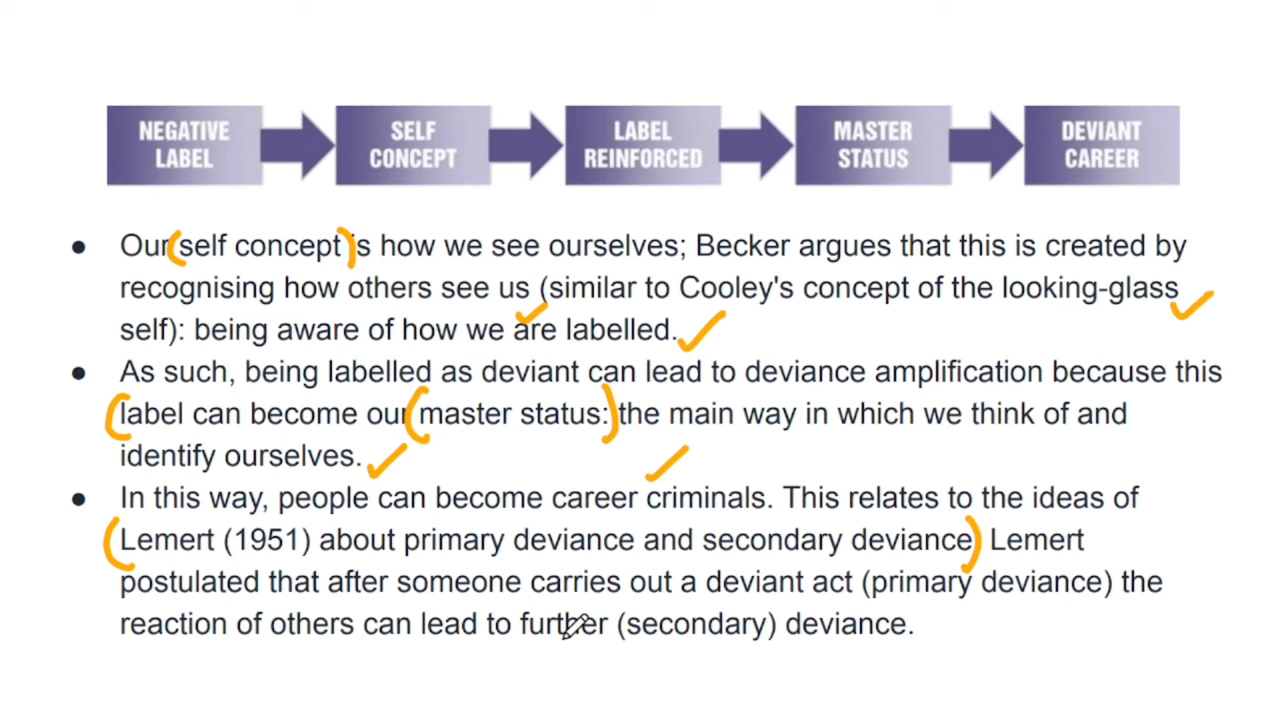 NEGATIVE LABEL
SELF CONCEPT
LABEL REINFORCED
MASTER STATUS
DEVIANT CAREER
● Our self concept is how we see ourselves; Becker argues that this is created by
recognising how others see us (similar to Cooley's concept of the looking-glass
self): being aware of how we are labelled.
● As such, being labelled as deviant can lead to deviance amplification because this
label can become our master status: the main way in which we think of and
identify ourselves.
● In this way, people can become career criminals. This relates to the ideas of
Lemert (1951) about primary deviance and secondary deviance. Lemert
postulated that after someone carries out a deviant act (primary deviance) the
reaction of others can lead to further (secondary) deviance.